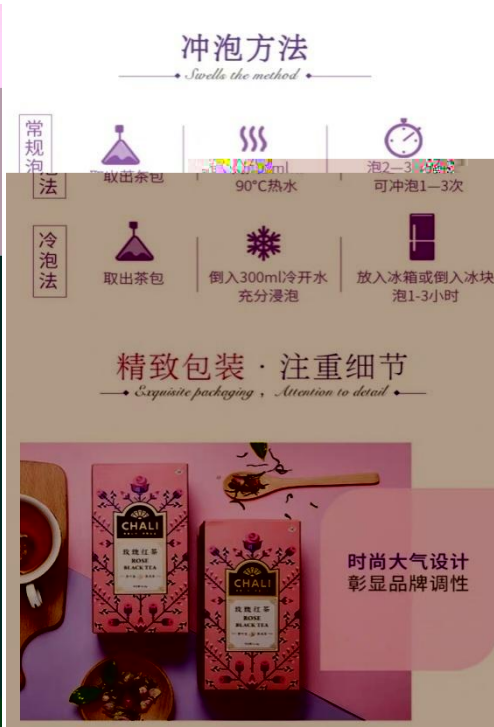 冲泡方法
Swells the method
常规泡法
取出茶包
90°C热水
泡2—3
可冲泡1—3次
冷泡法
取出茶包
倒入300ml冷开水
充分浸泡
放入冰箱或倒入冰块
泡1-3小时
精致包装 · 注重细节
Exquisite packaging , Attention to detail
CHALI
玫瑰红茶
ROSE
BLACK TEA
CHALI
玫瑰红茶
ROSE
BLACK TEA
时尚大气设计
彰显品牌调性